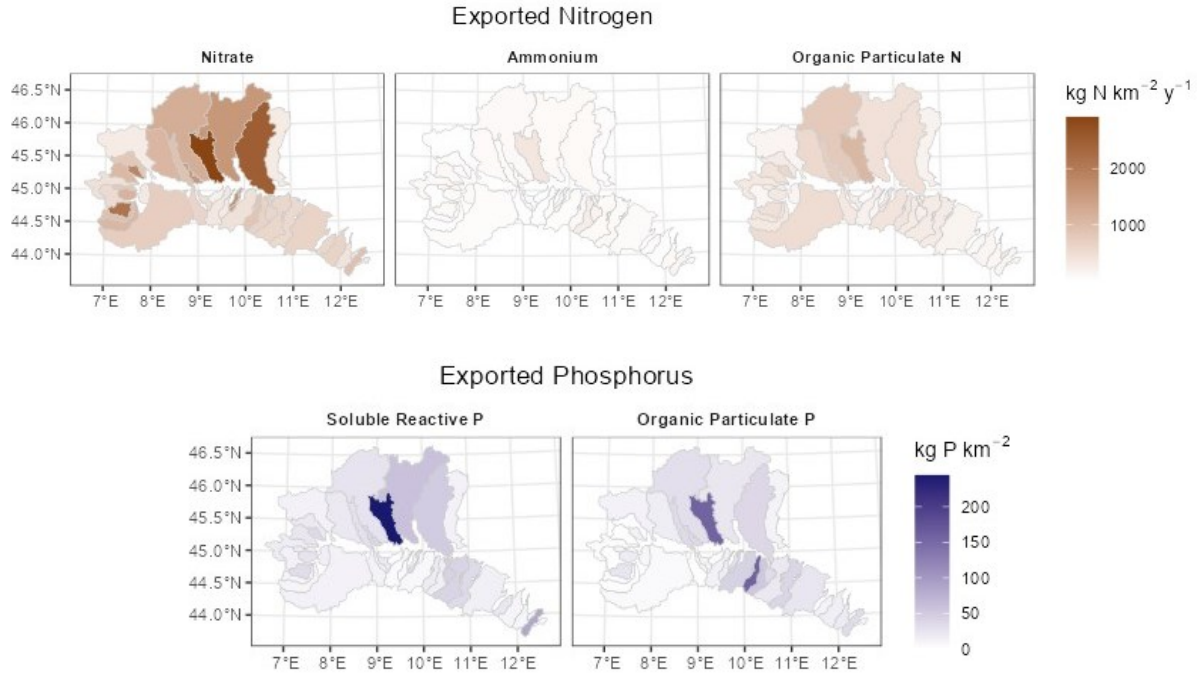 Exported Nitrogen
Nitrate
Ammonium
Organic Particulate N
46.5°N
46.0°N
45.5°N
45.0°N
44.5°N
44.0°N
7°E 8°E 9°E 10°E 11°E 12°E
7°E 8°E 9°E 10°E 11°E 12°E
7°E 8°E 9°E 10°E 11°E 12°E
kg N km⁻² y⁻¹
2000
1000
Exported Phosphorus
Soluble Reactive P
Organic Particulate P
46.5°N
46.0°N
45.5°N
45.0°N
44.5°N
44.0°N
7°E 8°E 9°E 10°E 11°E 12°E
7°E 8°E 9°E 10°E 11°E 12°E
kg P km⁻²
200
150
100
50
0